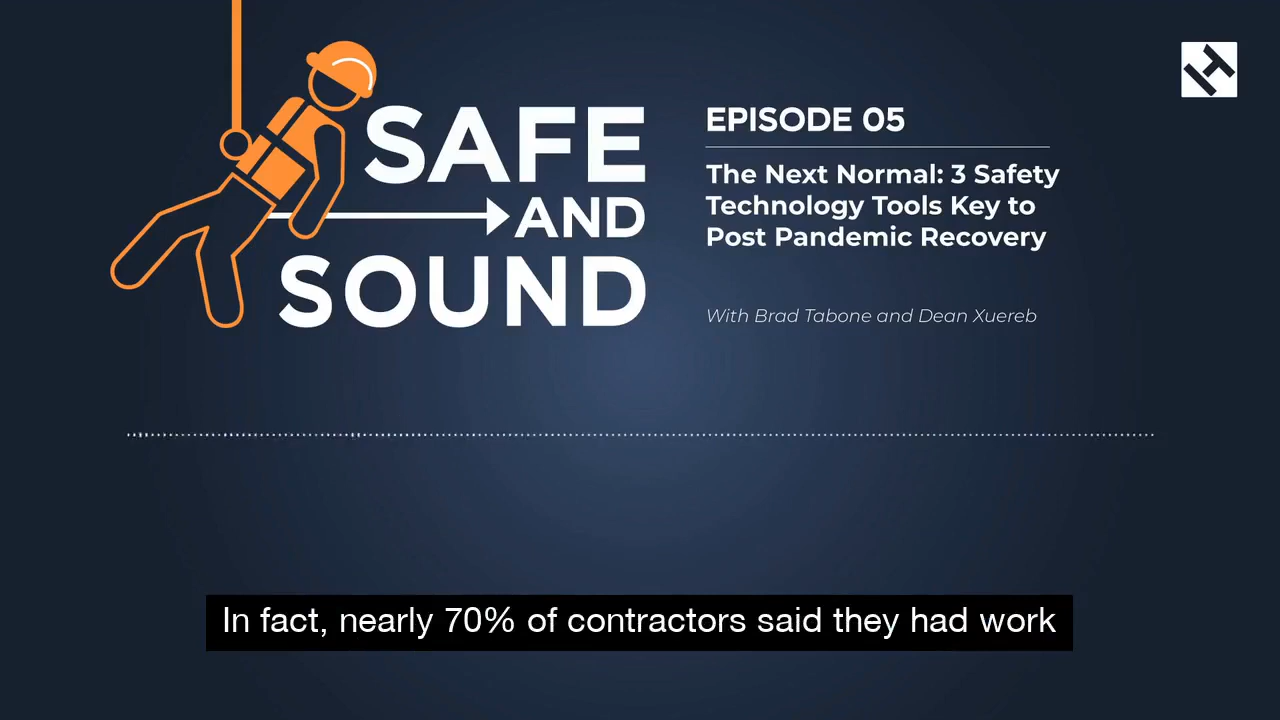 SAFE
AND
SOUND
EPISODE 05
The Next Normal: 3 Safety
Technology Tools Key to
Post Pandemic Recovery
With Brad Tabone and Dean Xuereb
In fact, nearly 70% of contractors said they had work